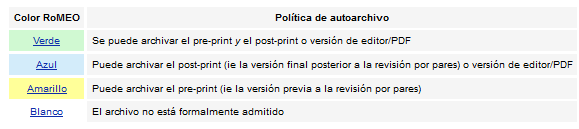 Color RoMEO Política de autoarchivo
Verde Se puede archivar el pre-print y el post-print o versión de editor/PDF
Azul Puede archivar el post-print (ie la versión final posterior a la revisión por pares) o versión de editor/PDF
Amarillo Puede archivar el pre-print (ie la versión previa a la revisión por pares)
Blanco El archivo no está formalmente admitido